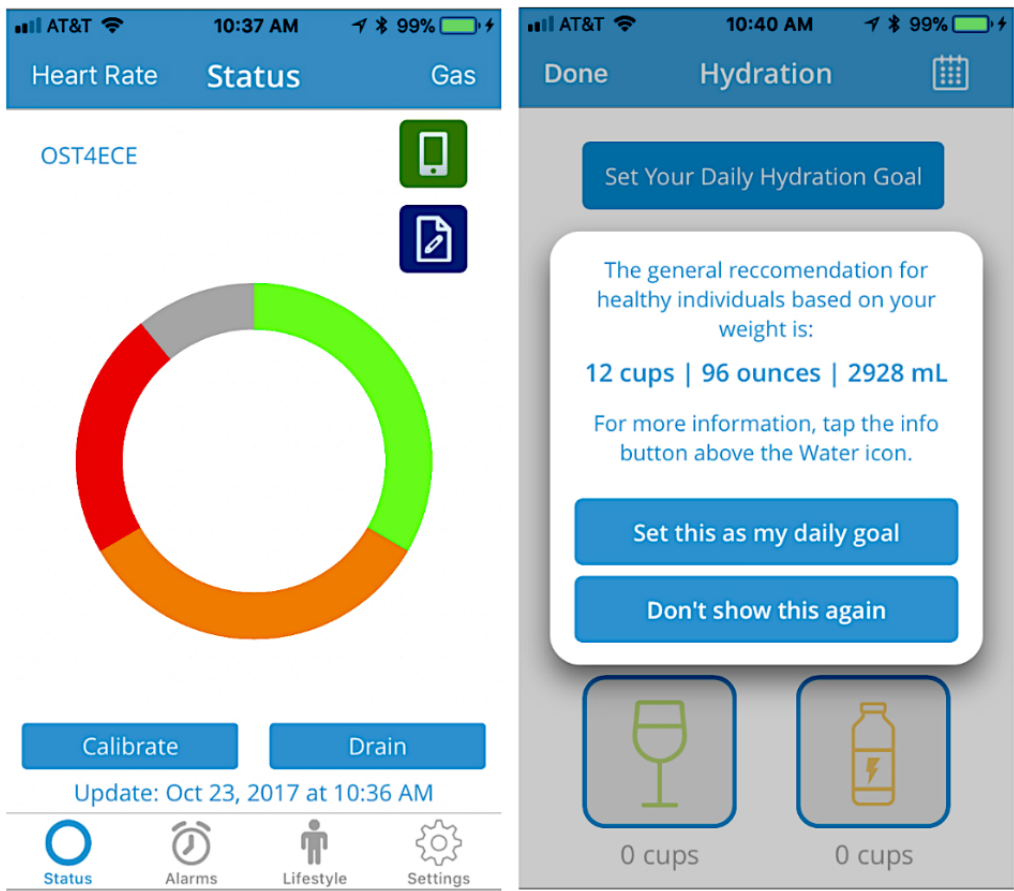 AT&T 10:37 AM 99%
Heart Rate Status Gas
OST4ECE
Calibrate Drain
Update: Oct 23, 2017 at 10:36 AM
Status Alarms Lifestyle Settings
AT&T 10:40 AM 99%
Done Hydration
Set Your Daily Hydration Goal
The general reccomendation for
healthy individuals based on your
weight is:
12 cups | 96 ounces | 2928 mL
For more information, tap the info
button above the Water icon.
Set this as my daily goal
Don't show this again
0 cups 0 cups